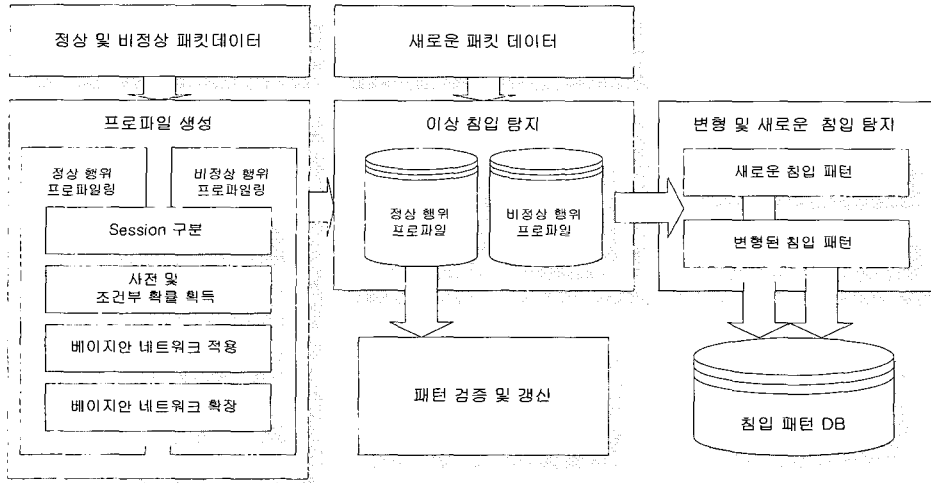 정상 및 비정상 패킷데이터
새로운 패킷 데이터
프로파일 생성
정상 행위
프로파일링
비정상 행위
프로파일링
Session 구분
사전 및
조건부 확률 획득
베이지안 네트워크 적용
베이지안 네트워크 확장
이상 침입 탐지
정상 행위
프로파일
비정상 행위
프로파일
패턴 검증 및 갱신
변형 및 새로운 침입 탐지
새로운 침입 패턴
변형된 침입 패턴
침입 패턴 DB